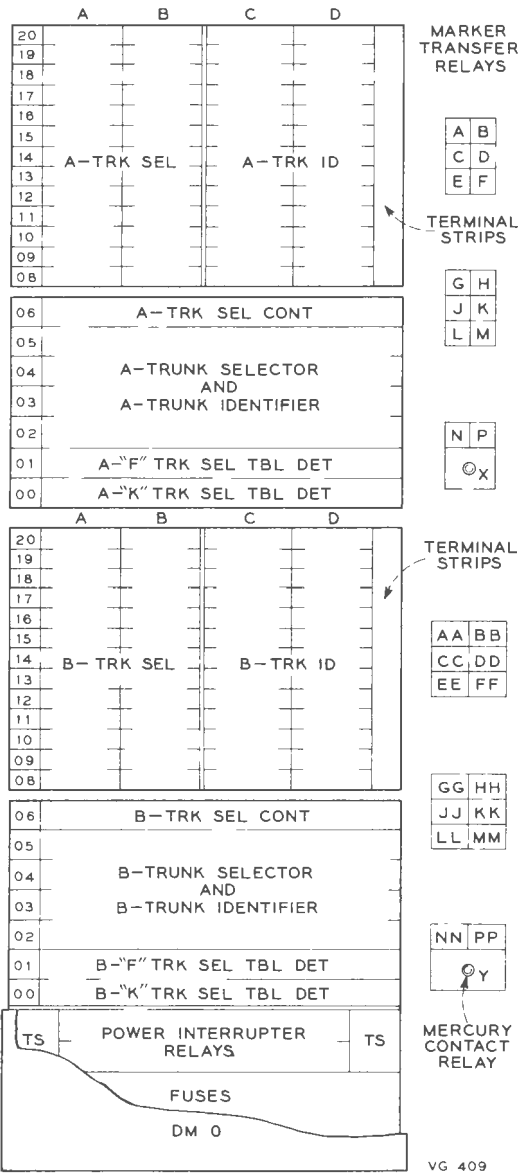 A B C D
20
19
18
17
16
15
14
13
12
11
10
09
08
A-TRK SEL
A-TRK ID
MARKER
TRANSFER
RELAYS
A B
C D
E F
TERMINAL
STRIPS
G H
J K
L M
06 A-TRK SEL CONT
05
04
03
02
A-TRUNK SELECTOR
AND
A-TRUNK IDENTIFIER
01 A-"F" TRK SEL TBL DET
00 A-"K" TRK SEL TBL DET
N P
X
A B C D
20
19
18
17
16
15
14
13
12
11
10
09
08
B-TRK SEL
B-TRK ID
TERMINAL
STRIPS
AA BB
CC DD
EE FF
GG HH
JJ KK
LL MM
06 B-TRK SEL CONT
05
04
03
02
B-TRUNK SELECTOR
AND
B-TRUNK IDENTIFIER
01 B-"F" TRK SEL TBL DET
00 B-"K" TRK SEL TBL DET
NN PP
Y
MERCURY
CONTACT
RELAY
TS
POWER INTERRUPTER
RELAYS
TS
FUSES
DM 0
VG 409